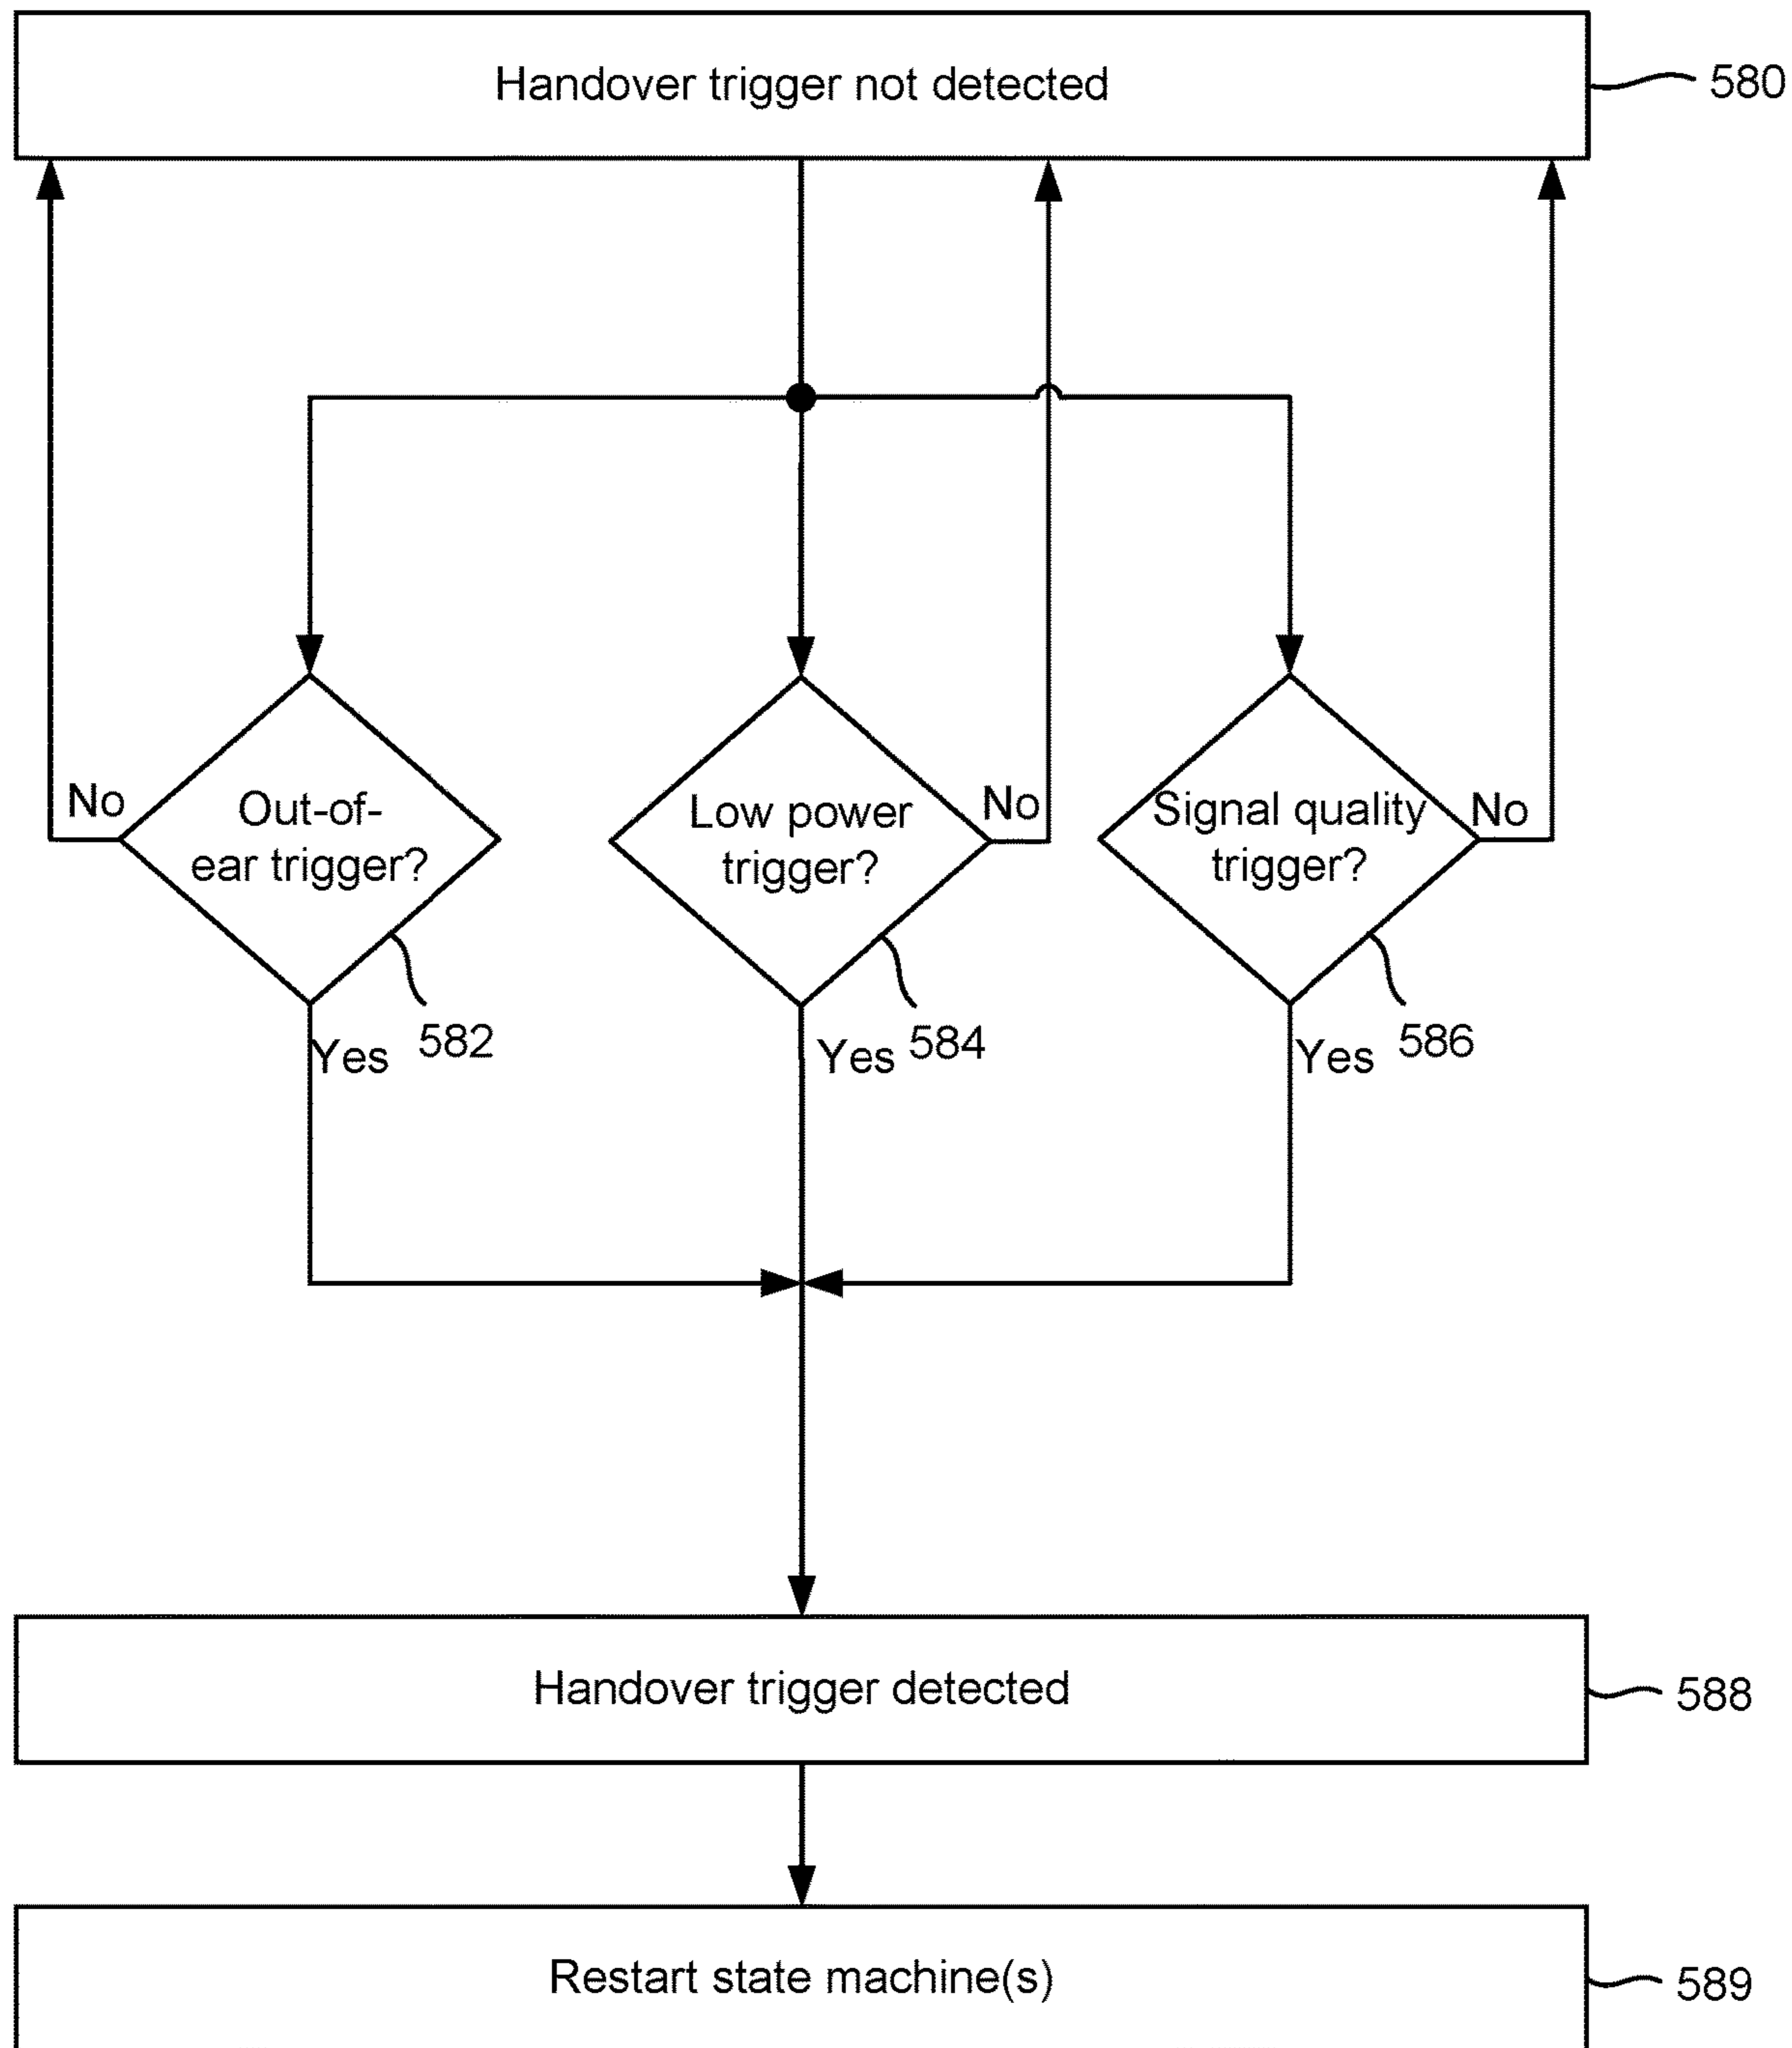 Handover trigger not detected
580
No
Out-of-
ear trigger?
Yes
582
Low power
trigger?
No
Yes
584
Signal quality
trigger?
No
Yes
586
Handover trigger detected
588
Restart state machine(s)
589